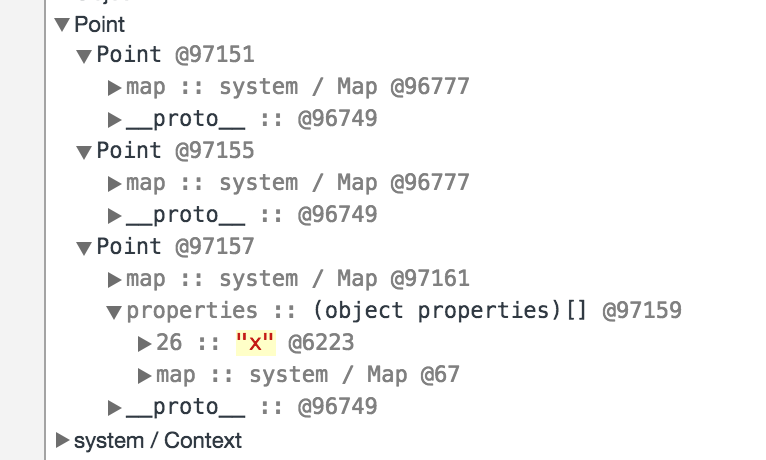 Point
Point @97151
map :: system / Map @96777
__proto__ :: @96749
Point @97155
map :: system / Map @96777
__proto__ :: @96749
Point @97157
map :: system / Map @97161
properties :: (object properties)[] @97159
26 :: "x" @6223
map :: system / Map @67
__proto__ :: @96749
system / Context